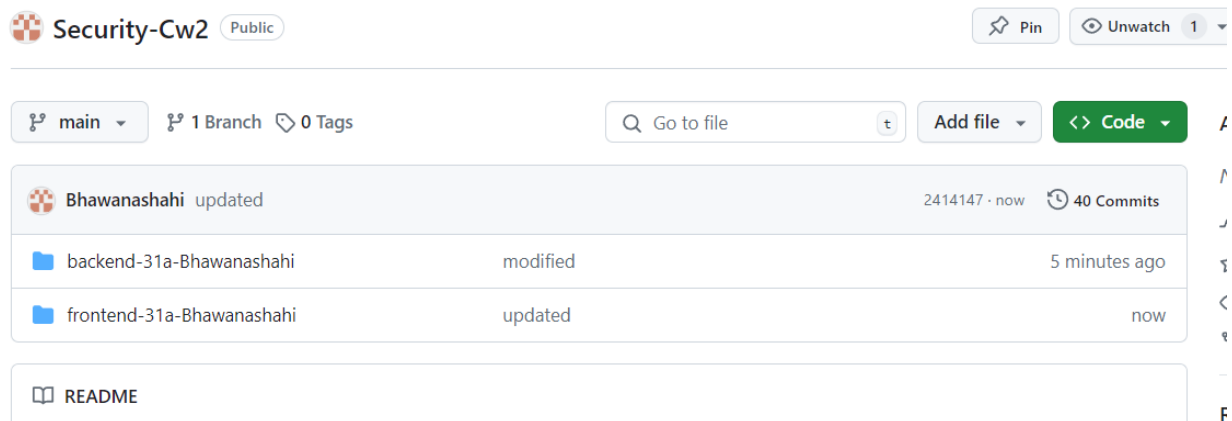 Security-Cw2 Public Pin Unwatch 1
main 1 Branch 0 Tags Go to file t Add file <> Code
Bhawanashahi updated 2414147 · now 40 Commits
backend-31a-Bhawanashahi modified 5 minutes ago
frontend-31a-Bhawanashahi updated now
README